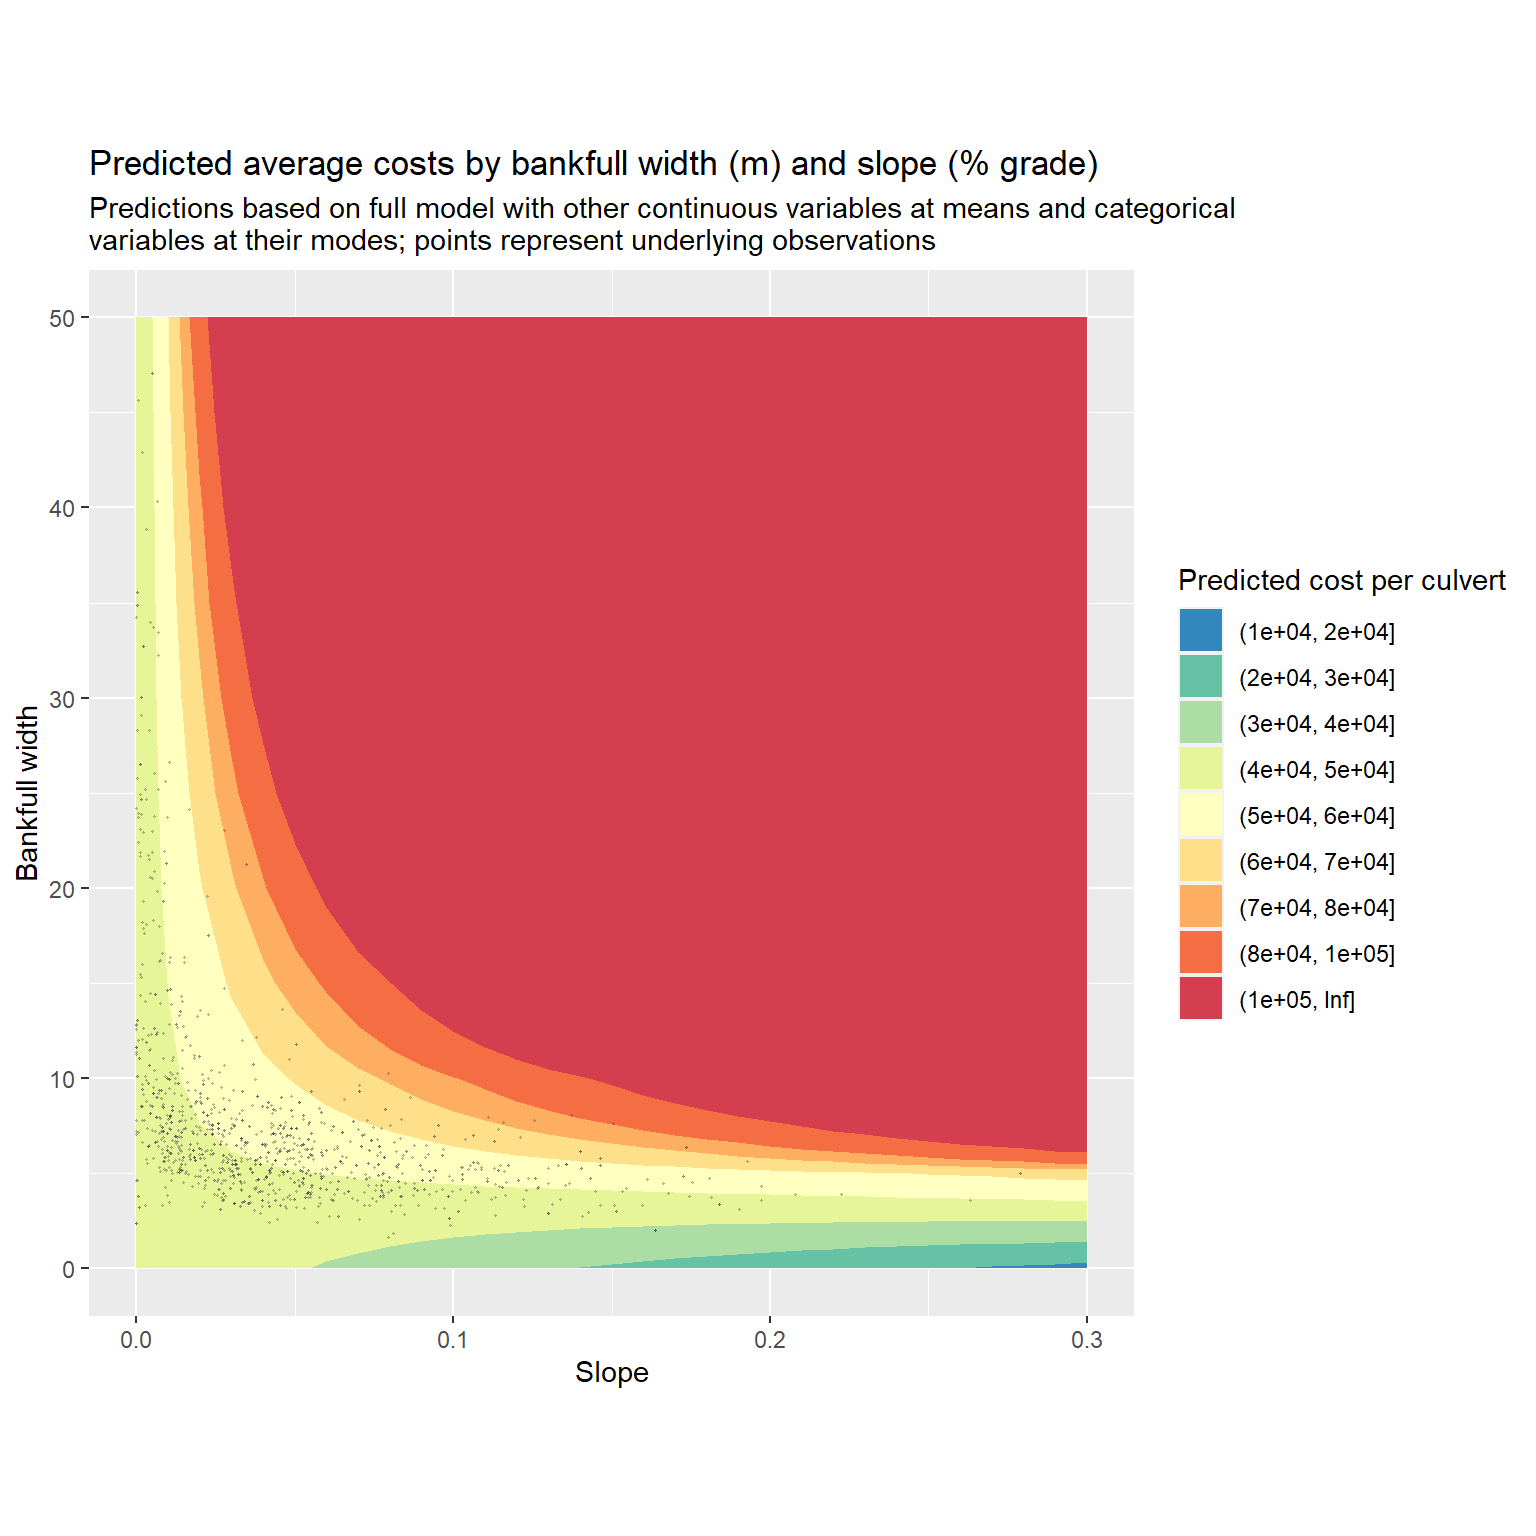 Predicted average costs by bankfull width (m) and slope (% grade)
Predictions based on full model with other continuous variables at means and categorical
variables at their modes; points represent underlying observations
50
40
30
20
10
0
Bankfull width
0.0
0.1
0.2
0.3
Slope
Predicted cost per culvert
(1e+04, 2e+04]
(2e+04, 3e+04]
(3e+04, 4e+04]
(4e+04, 5e+04]
(5e+04, 6e+04]
(6e+04, 7e+04]
(7e+04, 8e+04]
(8e+04, 1e+05]
(1e+05, Inf]